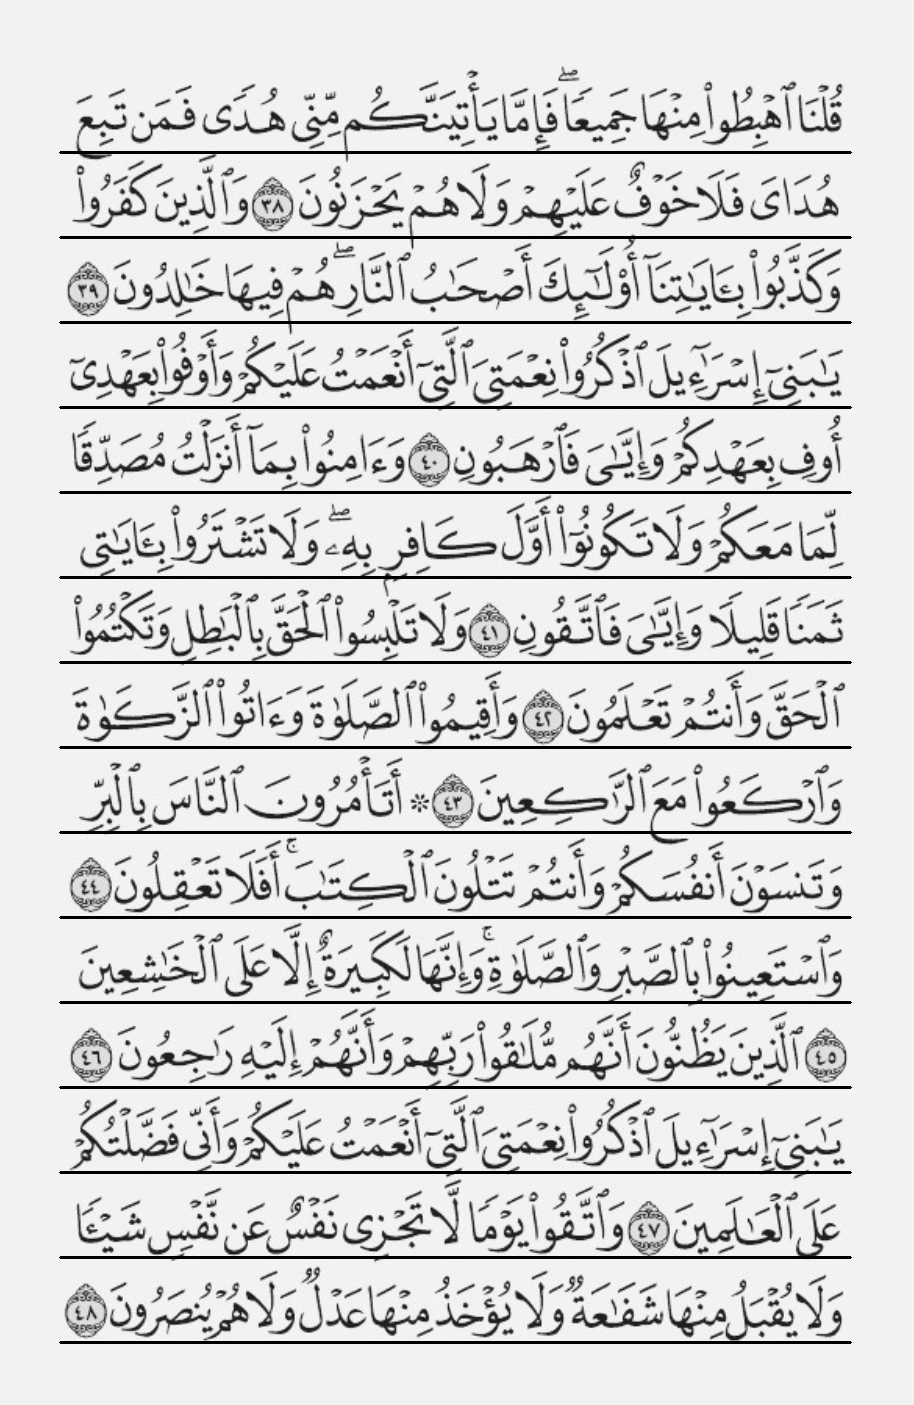 قُلۡنَا ٱهۡبِطُواْ مِنۡهَا جَمِيعٗاۖ فَإِمَّا يَأۡتِيَنَّكُم مِّنِّي هُدٗى فَمَن تَبِعَ
هُدَايَ فَلَا خَوۡفٌ عَلَيۡهِمۡ وَلَا هُمۡ يَحۡزَنُونَ ٣٨ وَٱلَّذِينَ كَفَرُواْ
وَكَذَّبُواْ بِـَٔايَٰتِنَآ أُوْلَٰٓئِكَ أَصۡحَٰبُ ٱلنَّارِۖ هُمۡ فِيهَا خَٰلِدُونَ ٣٩
يَٰبَنِيٓ إِسۡرَٰٓءِيلَ ٱذۡكُرُواْ نِعۡمَتِيَ ٱلَّتِيٓ أَنۡعَمۡتُ عَلَيۡكُمۡ وَأَوۡفُواْ بِعَهۡدِيٓ
أُوفِ بِعَهۡدِكُمۡ وَإِيَّٰيَ فَٱرۡهَبُونِ ٤٠ وَءَامِنُواْ بِمَآ أَنزَلۡتُ مُصَدِّقٗا
لِّمَا مَعَكُمۡ وَلَا تَكُونُوٓاْ أَوَّلَ كَافِرِۭ بِهِۦۖ وَلَا تَشۡتَرُواْ بِـَٔايَٰتِي
ثَمَنٗا قَلِيلٗا وَإِيَّٰيَ فَٱتَّقُونِ ٤١ وَلَا تَلۡبِسُواْ ٱلۡحَقَّ بِٱلۡبَٰطِلِ وَتَكۡتُمُواْ
ٱلۡحَقَّ وَأَنتُمۡ تَعۡلَمُونَ ٤٢ وَأَقِيمُواْ ٱلصَّلَوٰةَ وَءَاتُواْ ٱلزَّكَوٰةَ
وَٱرۡكَعُواْ مَعَ ٱلرَّٰكِعِينَ ٤٣ ۞ أَتَأۡمُرُونَ ٱلنَّاسَ بِٱلۡبِرِّ
وَتَنسَوۡنَ أَنفُسَكُمۡ وَأَنتُمۡ تَتۡلُونَ ٱلۡكِتَٰبَۚ أَفَلَا تَعۡقِلُونَ ٤٤
وَٱسۡتَعِينُواْ بِٱلصَّبۡرِ وَٱلصَّلَوٰةِۚ وَإِنَّهَا لَكَبِيرَةٌ إِلَّا عَلَى ٱلۡخَٰشِعِينَ
٤٥ ٱلَّذِينَ يَظُنُّونَ أَنَّهُم مُّلَٰقُواْ رَبِّهِمۡ وَأَنَّهُمۡ إِلَيۡهِ رَٰجِعُونَ ٤٦
يَٰبَنِيٓ إِسۡرَٰٓءِيلَ ٱذۡكُرُواْ نِعۡمَتِيَ ٱلَّتِيٓ أَنۡعَمۡتُ عَلَيۡكُمۡ وَأَنِّي فَضَّلۡتُكُمۡ
عَلَى ٱلۡعَٰلَمِينَ ٤٧ وَٱتَّقُواْ يَوۡمٗا لَّا تَجۡزِي نَفۡسٌ عَن نَّفۡسٖ شَيۡـٔٗا
وَلَا يُقۡبَلُ مِنۡهَا شَفَٰعَةٞ وَلَا يُؤۡخَذُ مِنۡهَا عَدۡلٞ وَلَا هُمۡ يُنصَرُونَ ٤٨